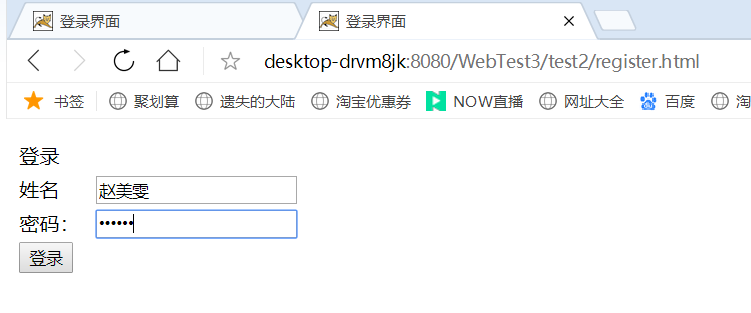 登录界面 登录界面
desktop-drvm8jk:8080/WebTest3/test2/register.html
书签 聚划算 遗失的大陆 淘宝优惠券 NOW直播 网址大全 百度 淘
登录
姓名 赵美雯
密码： ••••••
登录